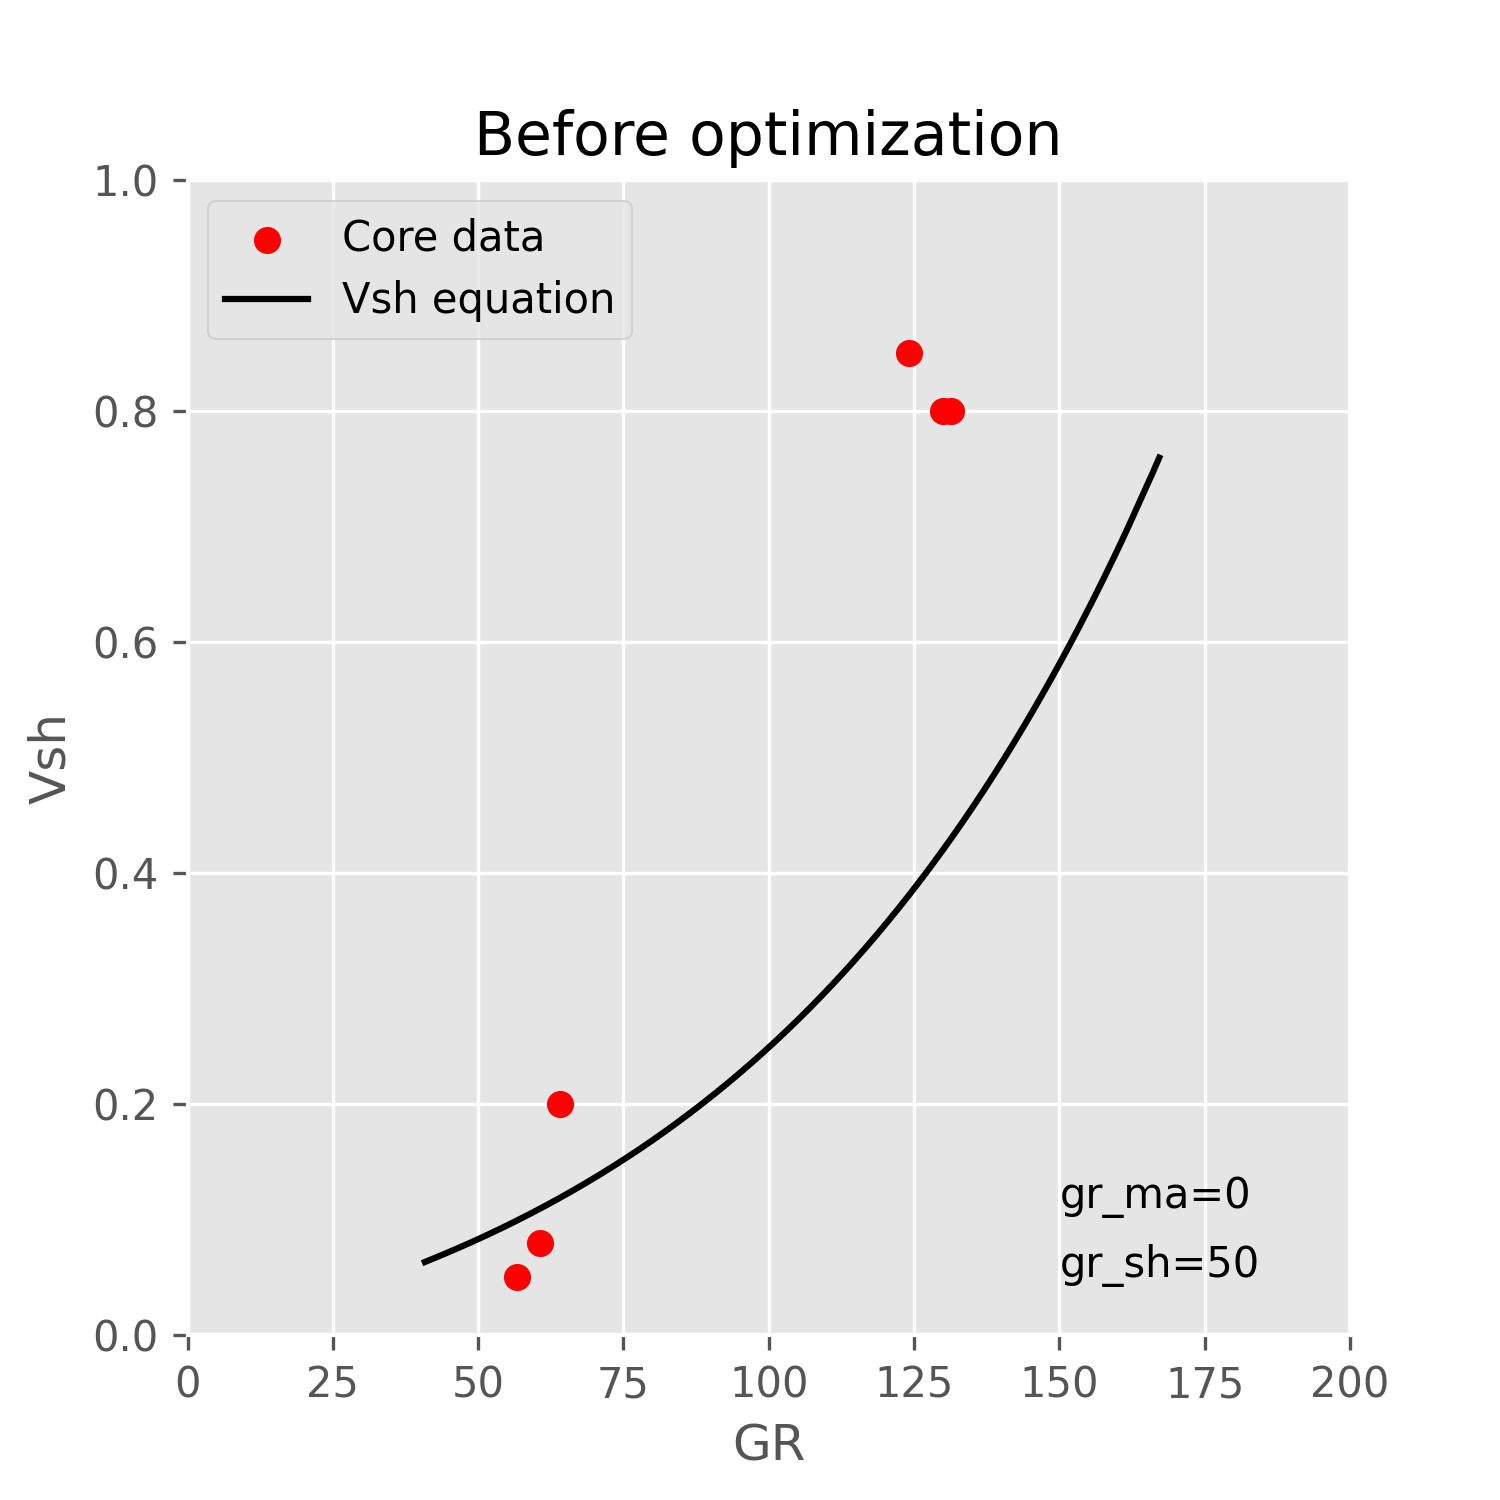 Before optimization
Core data
Vsh equation
1.0
0.8
0.6
0.4
0.2
0.0
Vsh
gr_ma=0
gr_sh=50
0 25 50 75 100 125 150 175 200
GR